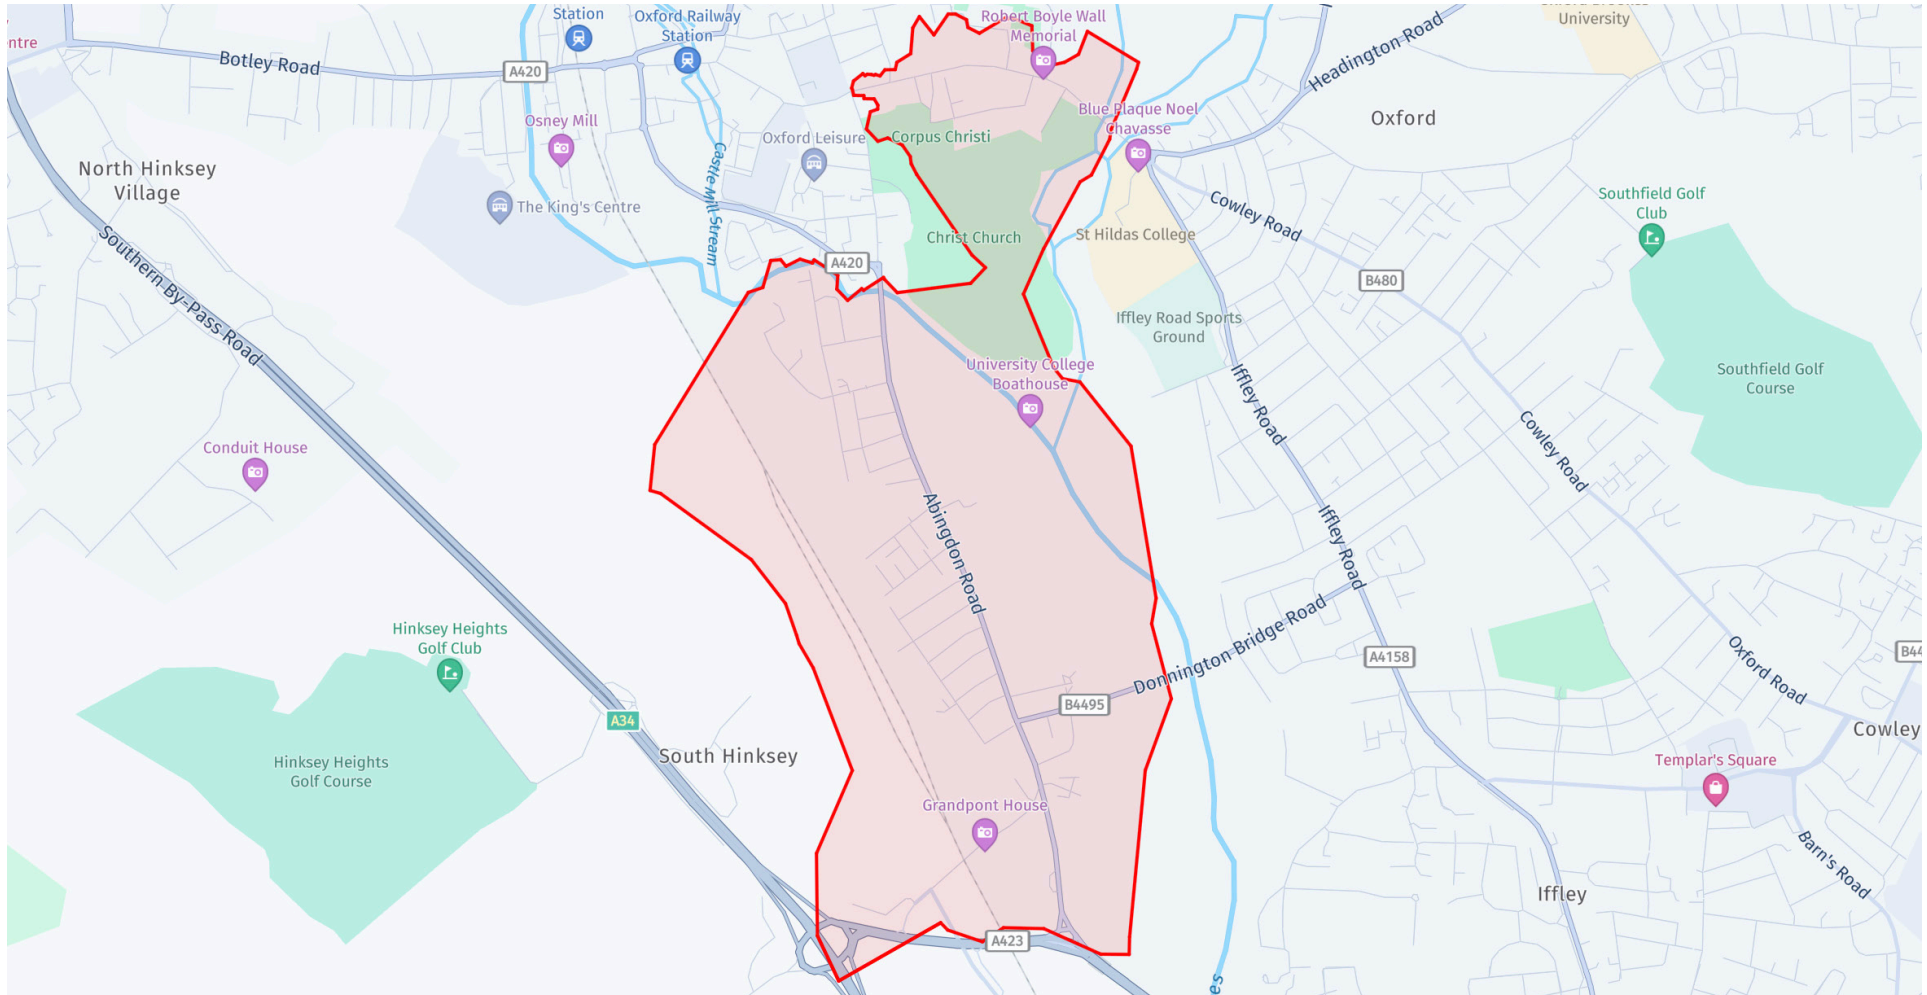 Station
Oxford Railway
Station
Robert Boyle Wall
Memorial
University
entre
Botley Road
A420
Headington Road
Osney Mill
Oxford Leisure
Corpus Christi
Blue Plaque Noel
Chavasse
Oxford
North Hinksey
Village
Castle Mill Stream
The King's Centre
Cowley Road
Southfield Golf
Club
Southern By-Pass Road
Christ Church
St Hildas College
A420
B480
Iffley Road Sports
Ground
University College
Boathouse
Iffley Road
Southfield Golf
Course
Cowley Road
Conduit House
Abingdon Road
Iffley Road
Hinksey Heights
Golf Club
Donnington Bridge Road
A4158
B44
Oxford Road
B4495
A34
South Hinksey
Cowley
Hinksey Heights
Golf Course
Templar's Square
Grandpont House
Barn's Road
Iffley
A423
es